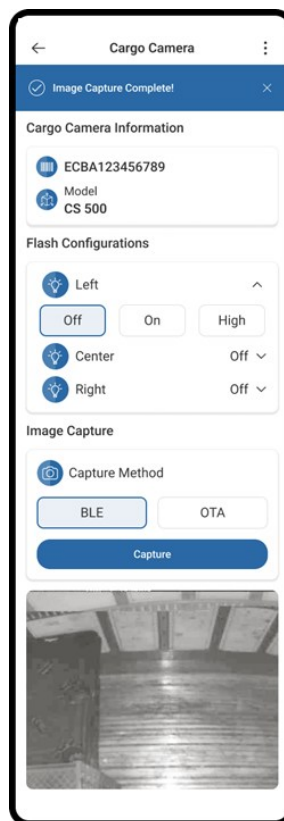 Cargo Camera
Image Capture Complete!
Cargo Camera Information
ECBA123456789
Model
CS 500
Flash Configurations
Left
Off On High
Center Off
Right Off
Image Capture
Capture Method
BLE OTA
Capture